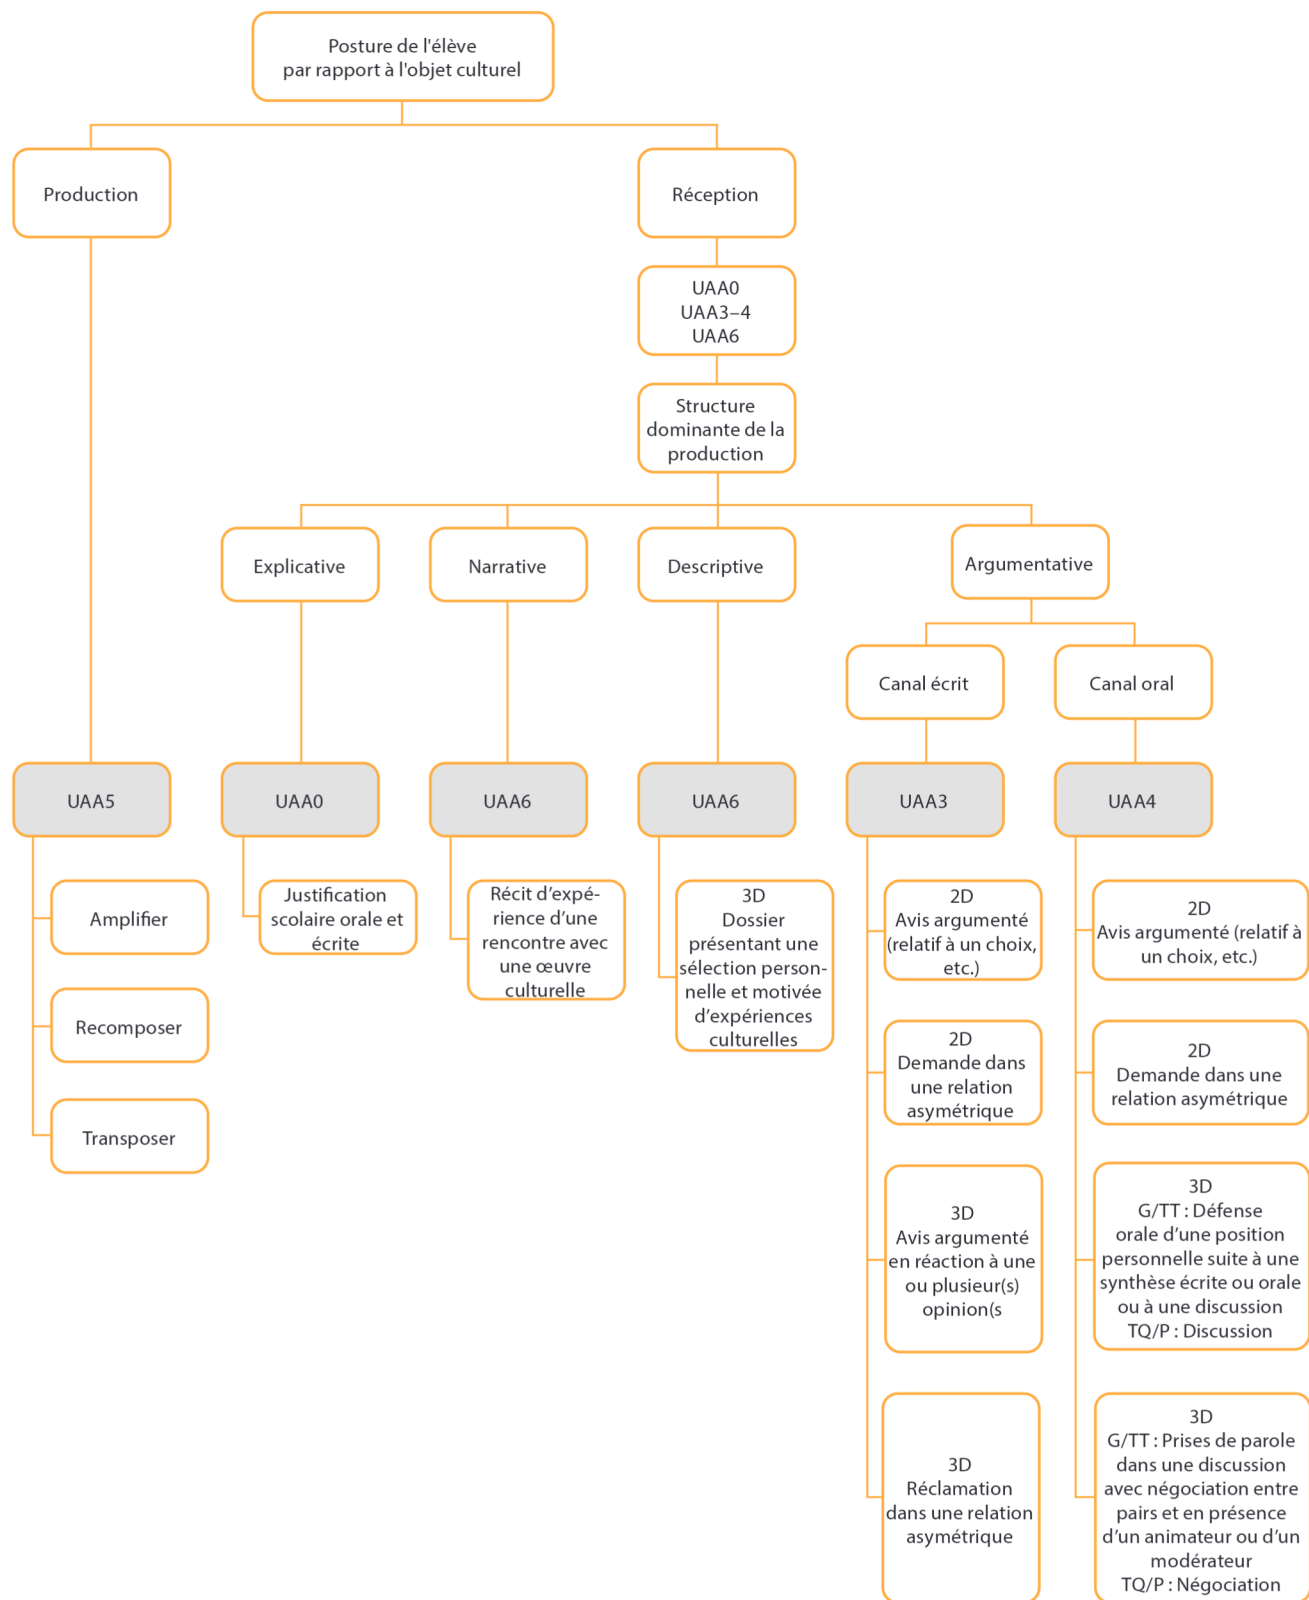 Posture de l'élève
par rapport à l'objet culturel
Production
Réception
UAA0
UAA3–4
UAA6
Structure
dominante de la
production
Explicative
Narrative
Descriptive
Argumentative
Canal écrit
Canal oral
UAA5
UAA0
UAA6
UAA6
UAA3
UAA4
Amplifier
Recomposer
Transposer
Justification
scolaire orale et
écrite
Récit d’expé-
rience d’une
rencontre avec
une œuvre
culturelle
3D
Dossier
présentant une
sélection person-
nelle et motivée
d’expériences
culturelles
2D
Avis argumenté
(relatif à un choix,
etc.)
2D
Demande dans
une relation
asymétrique
3D
Avis argumenté
en réaction à une
ou plusieur(s)
opinion(s
3D
Réclamation
dans une relation
asymétrique
2D
Avis argumenté (relatif à
un choix, etc.)
2D
Demande dans une
relation asymétrique
3D
G/TT : Défense
orale d’une position
personnelle suite à une
synthèse écrite ou orale
ou à une discussion
TQ/P : Discussion
3D
G/TT : Prises de parole
dans une discussion
avec négociation entre
pairs et en présence
d’un animateur ou d’un
modérateur
TQ/P : Négociation